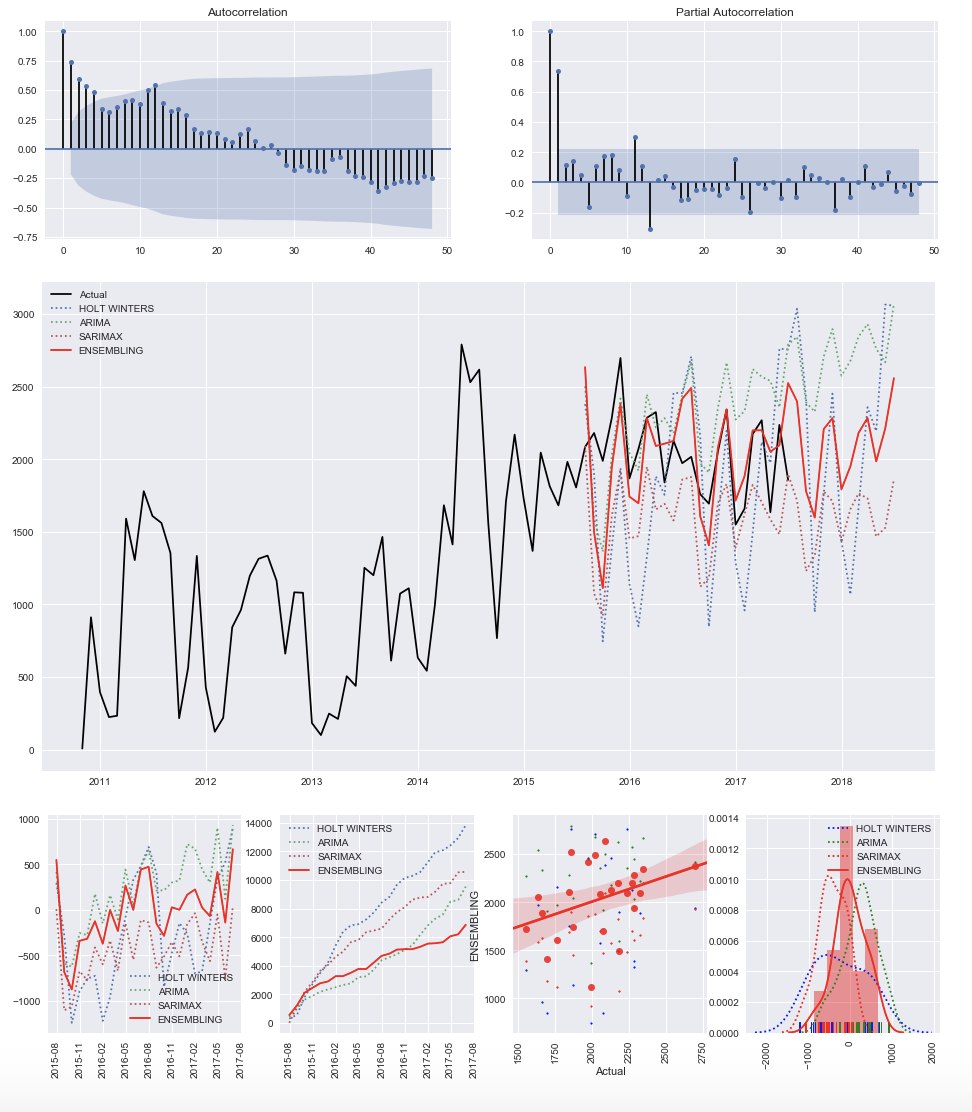 Autocorrelation
1.00
0.75
0.50
0.25
0.00
−0.25
−0.50
−0.75
0 10 20 30 40 50
Partial Autocorrelation
1.0
0.8
0.6
0.4
0.2
0.0
−0.2
0 10 20 30 40 50
Actual
HOLT WINTERS
ARIMA
SARIMAX
ENSEMBLING
3000
2500
2000
1500
1000
500
0
2011 2012 2013 2014 2015 2016 2017 2018
1000
500
0
−500
−1000
HOLT WINTERS
ARIMA
SARIMAX
ENSEMBLING
2015-08 2015-11 2016-02 2016-05 2016-08 2016-11 2017-02 2017-05 2017-08
14000
12000
10000
8000
6000
4000
2000
0
HOLT WINTERS
ARIMA
SARIMAX
ENSEMBLING
2015-08 2015-11 2016-02 2016-05 2016-08 2016-11 2017-02 2017-05 2017-08
ENSEMBLING
2500
2000
1500
1000
1500 1750 2000 2250 2500 2750
Actual
0.0014
0.0012
0.0010
0.0008
0.0006
0.0004
0.0002
0.0000
HOLT WINTERS
ARIMA
SARIMAX
ENSEMBLING
−2000 −1000 0 1000 2000